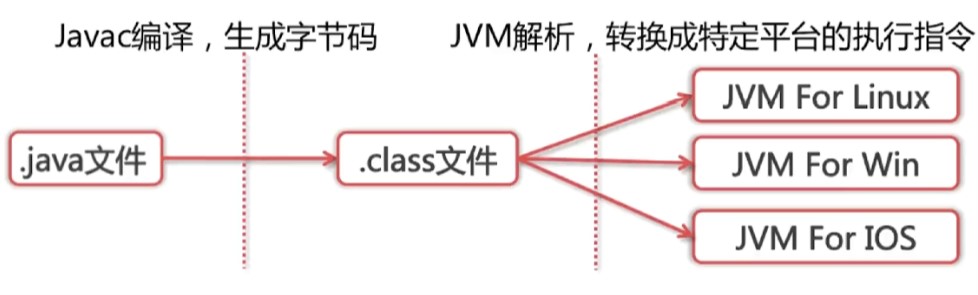 Javac编译，生成字节码
JVM解析，转换成特定平台的执行指令
.java文件
.class文件
JVM For Linux
JVM For Win
JVM For IOS